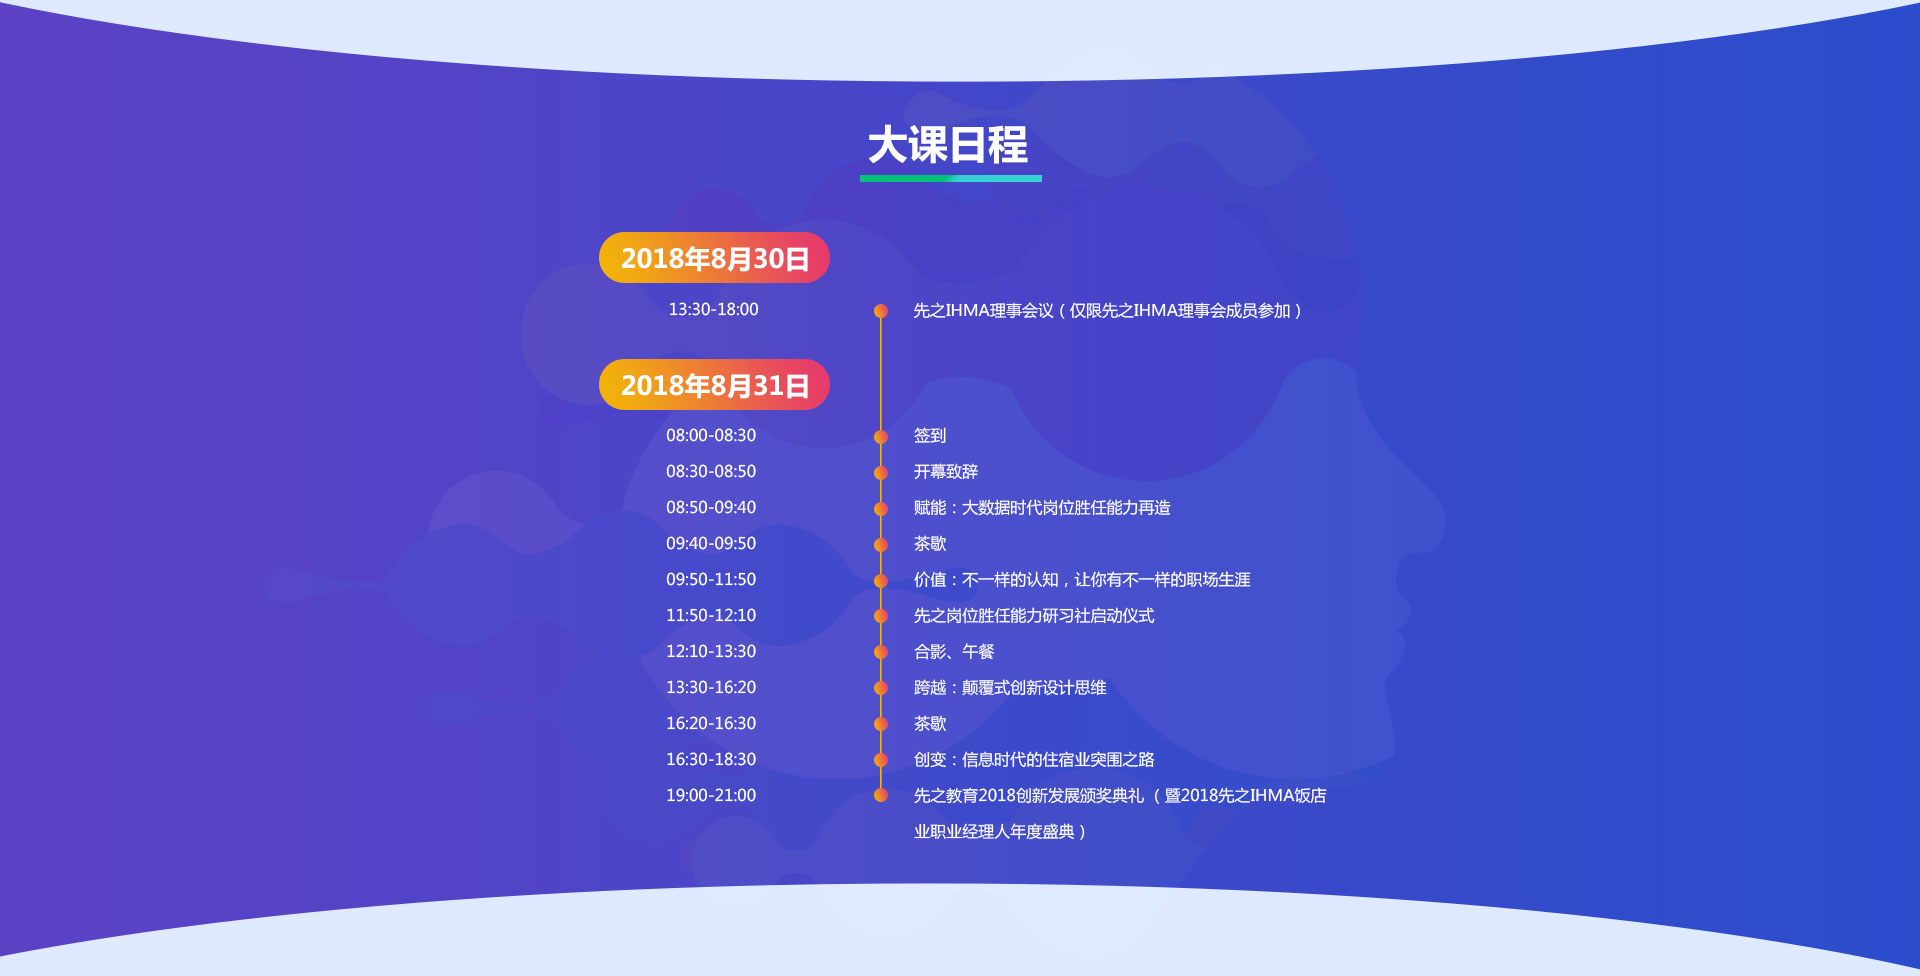 大课日程
2018年8月30日
13:30-18:00 先之IHMA理事会议（仅限先之IHMA理事会成员参加）
2018年8月31日
08:00-08:30 签到
08:30-08:50 开幕致辞
08:50-09:40 赋能：大数据时代岗位胜任能力再造
09:40-09:50 茶歇
09:50-11:50 价值：不一样的认知，让你有不一样的职场生涯
11:50-12:10 先之岗位胜任能力研习社启动仪式
12:10-13:30 合影、午餐
13:30-16:20 跨越：颠覆式创新设计思维
16:20-16:30 茶歇
16:30-18:30 创变：信息时代的住宿业突围之路
19:00-21:00 先之教育2018创新发展颁奖典礼（暨2018先之IHMA饭店
业职业经理人年度盛典）